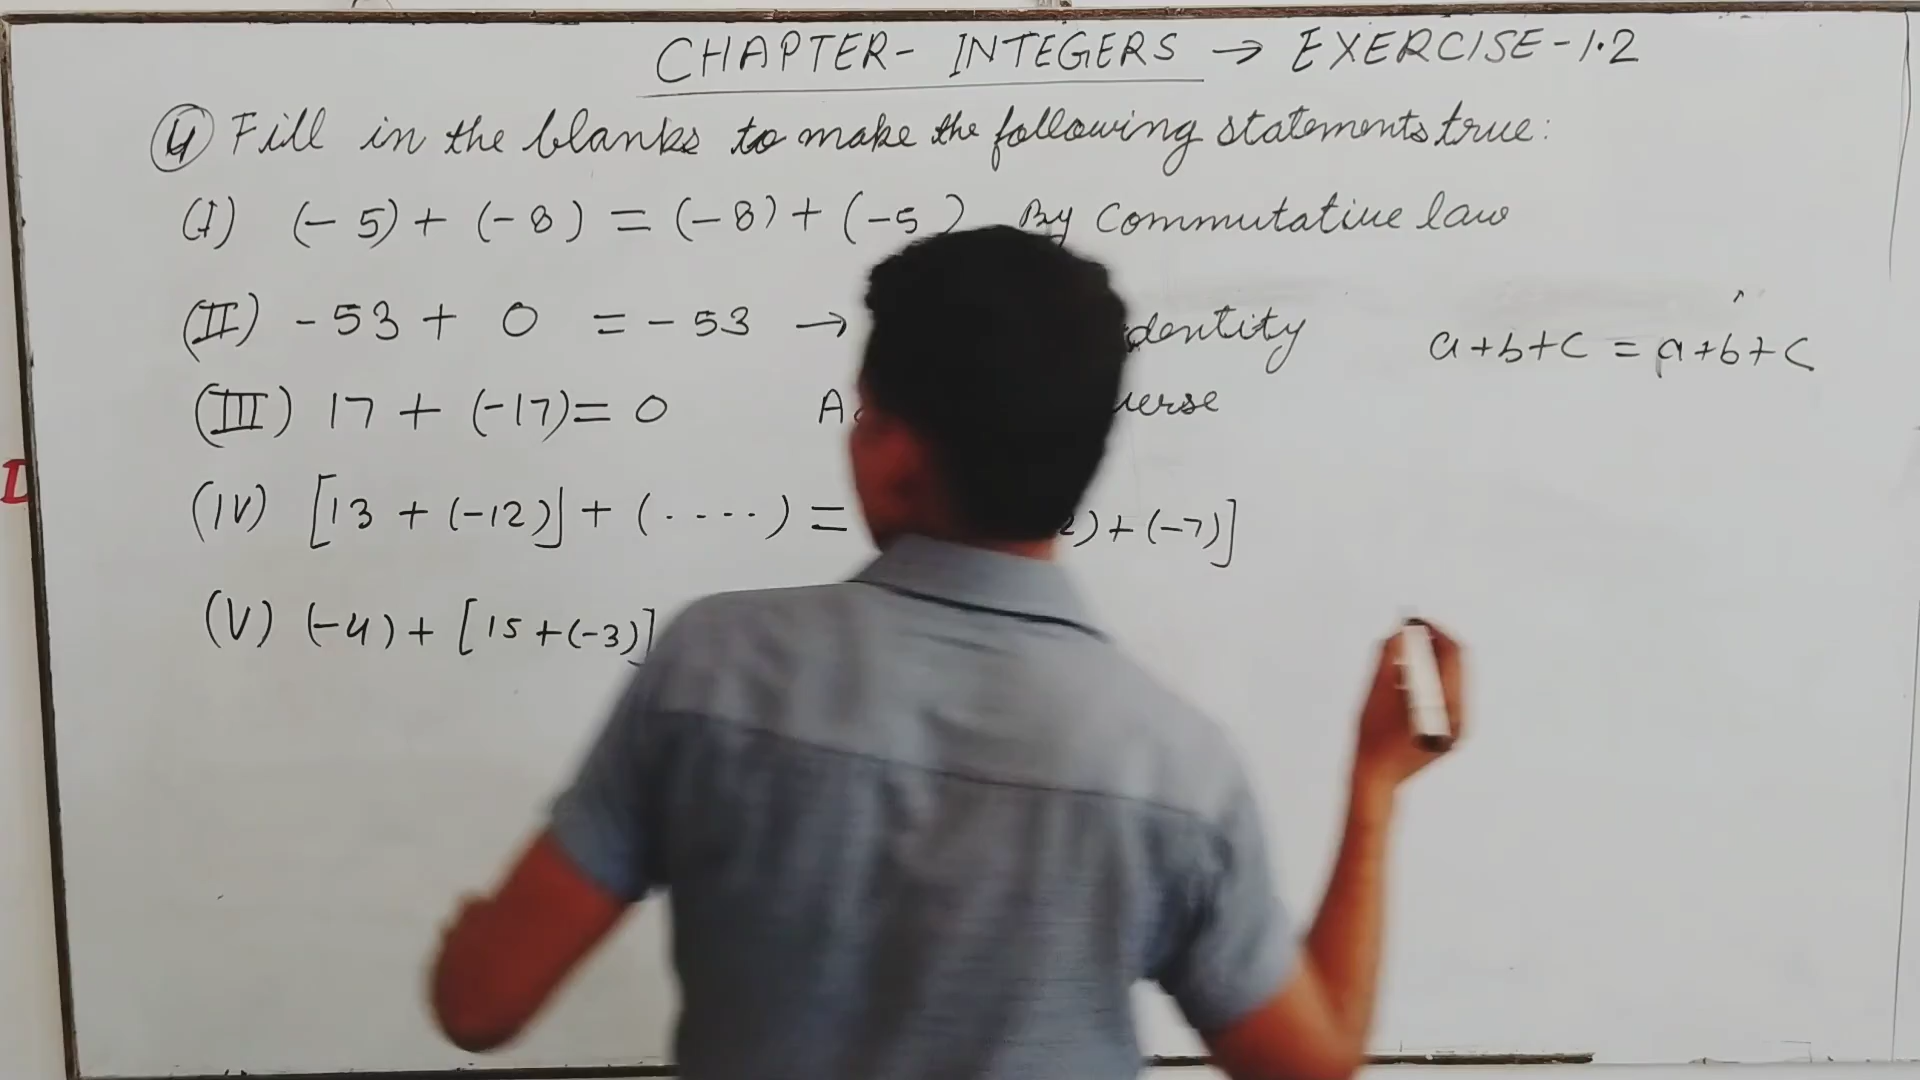 CHAPTER- INTEGERS → EXERCISE-1.2
④ Fill in the blanks to make the following statements true:
(I) (-5)+(-8) = (-8)+(-5) By Commutative law
(II) -53 + 0 = -53 → dentity
a+b+c = a+b+c
(III) 17 + (-17)= 0 A verse
(IV) [13 + (-12)] + (....) = 2)+(-7)]
(V) (-4)+[15+(-3)]